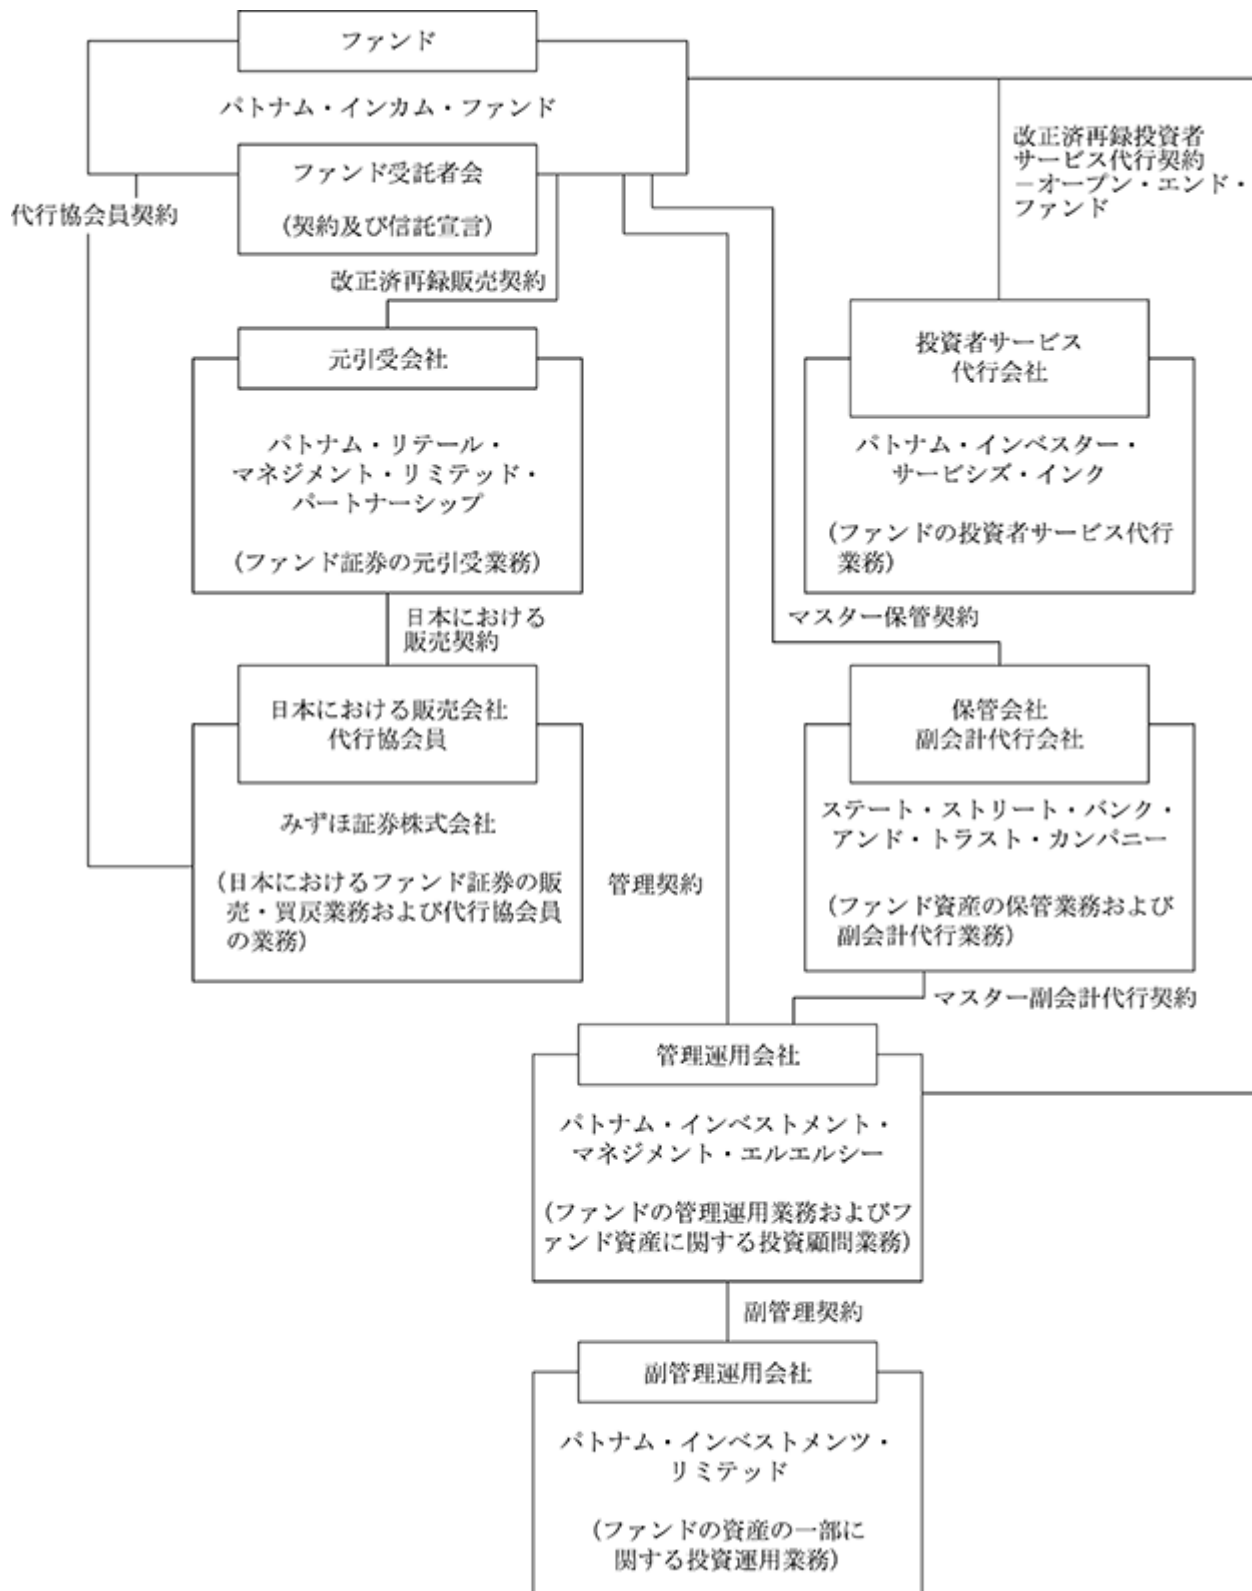 ファンド
パトナム・インカム・ファンド
ファンド受託者会
(契約及び信託宣言)
代行協会員契約
改正済再録投資者
サービス代行契約
－オープン・エンド・
ファンド
改正済再録販売契約
元引受会社
パトナム・リテール・
マネジメント・リミテッド・
パートナーシップ
(ファンド証券の元引受業務)
投資者サービス
代行会社
パトナム・インベスター・
サービシズ・インク
(ファンドの投資者サービス代行
業務)
日本における
販売契約
マスター保管契約
日本における販売会社
代行協会員
みずほ証券株式会社
(日本におけるファンド証券の販
売・買戻業務および代行協会員
の業務)
管理契約
保管会社
副会計代行会社
ステート・ストリート・バンク・
アンド・トラスト・カンパニー
(ファンド資産の保管業務および
副会計代行業務)
マスター副会計代行契約
管理運用会社
パトナム・インベストメント・
マネジメント・エルエルシー
(ファンドの管理運用業務およびフ
ァンド資産に関する投資顧問業務)
副管理契約
副管理運用会社
パトナム・インベストメンツ・
リミテッド
(ファンドの資産の一部に
関する投資運用業務)